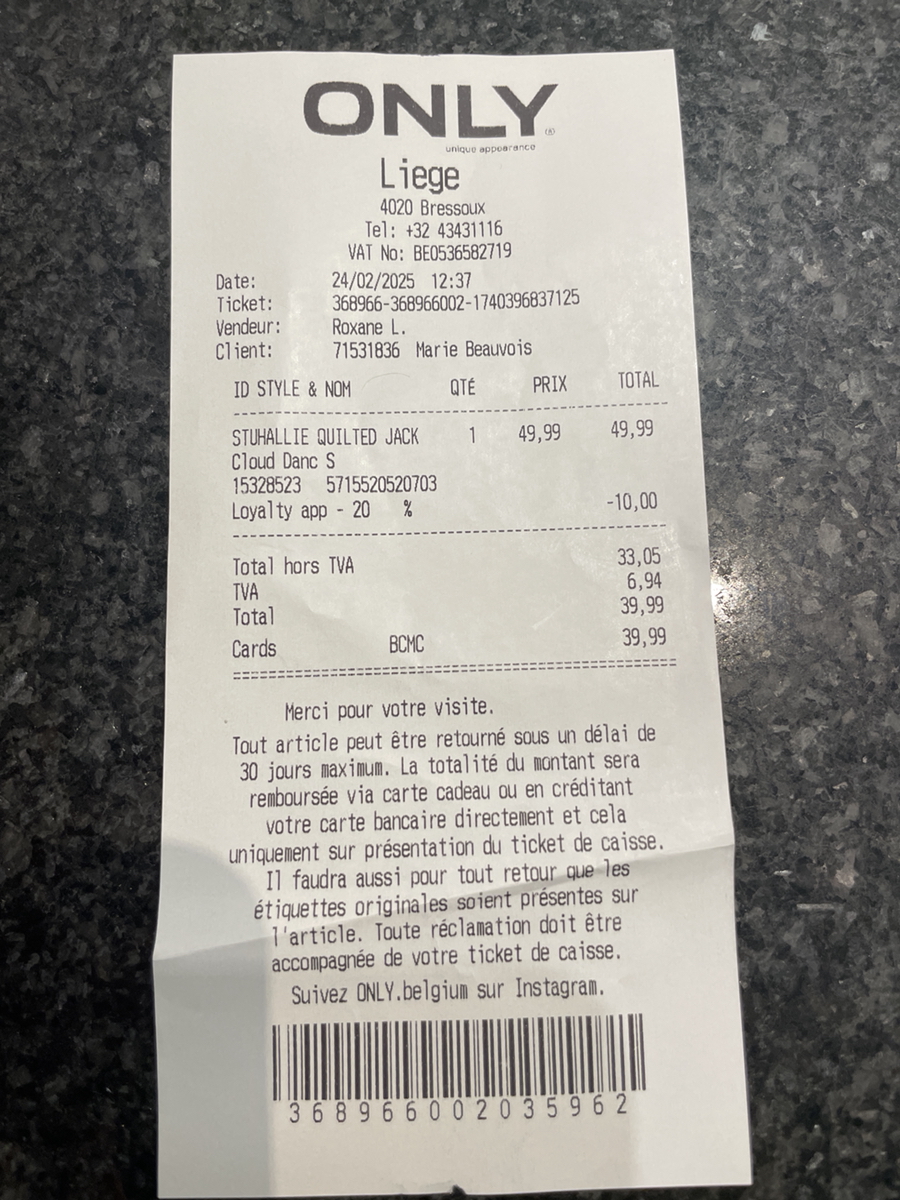 ONLY®
unique appearance
Liege
4020 Bressoux
Tel: +32 43431116
VAT No: BE0536582719
Date: 24/02/2025 12:37
Ticket: 368966-368966002-1740396837125
Vendeur: Roxane L.
Client: 71531836 Marie Beauvois
ID STYLE & NOM QTÉ PRIX TOTAL
STUHALLIE QUILTED JACK 1 49,99 49,99
Cloud Danc S
15328523 5715520520703
Loyalty app - 20 % -10,00
Total hors TVA 33,05
TVA 6,94
Total 39,99
Cards BCMC 39,99
Merci pour votre visite.
Tout article peut être retourné sous un délai de
30 jours maximum. La totalité du montant sera
remboursée via carte cadeau ou en créditant
votre carte bancaire directement et cela
uniquement sur présentation du ticket de caisse.
Il faudra aussi pour tout retour que les
étiquettes originales soient présentes sur
l'article. Toute réclamation doit être
accompagnée de votre ticket de caisse.
Suivez ONLY.belgium sur Instagram.
368966002035962